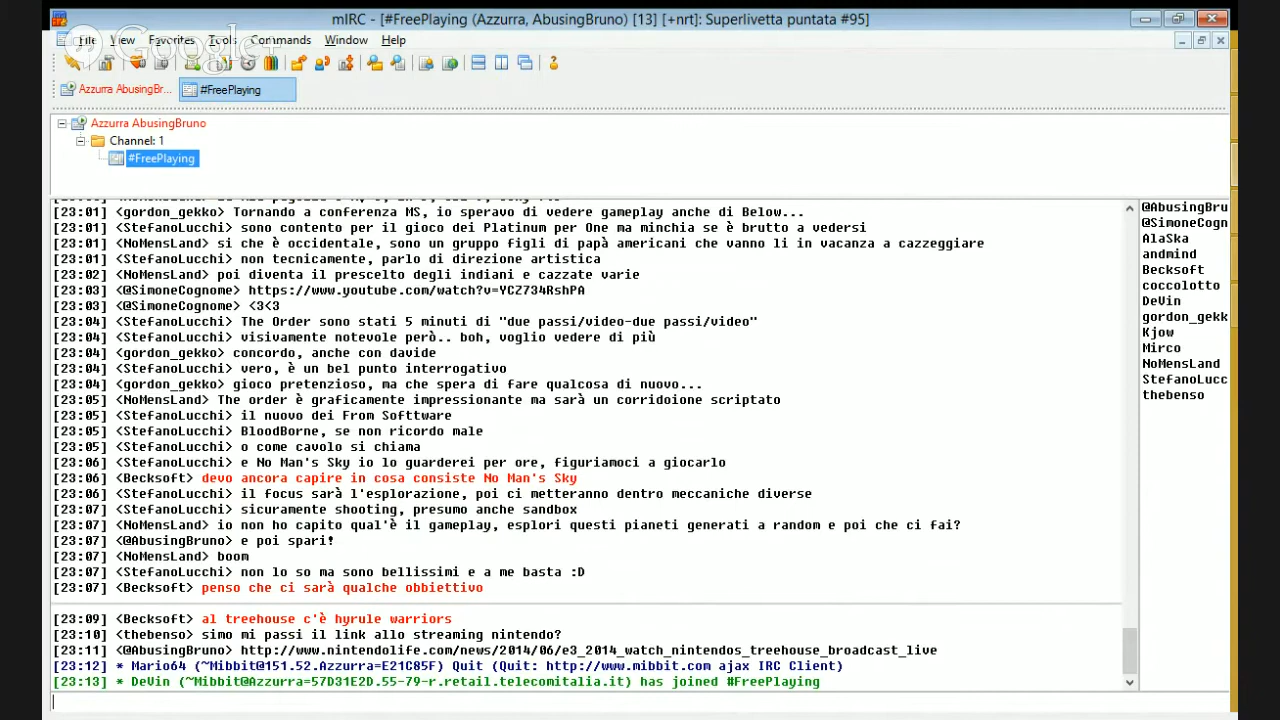 mIRC - [#FreePlaying (Azzurra, AbusingBruno) [13] [+nrt]: Superlivetta puntata #95]
File View Favorites Tools Commands Window Help
Google+
Azzurra AbusingBr... #FreePlaying
Azzurra AbusingBruno
Channel: 1
#FreePlaying
[23:01] <gordon_gekko> Tornando a conferenza MS, io speravo di vedere gameplay anche di Below...
[23:01] <StefanoLucchi> sono contento per il gioco dei Platinum per One ma minchia se è brutto a vedersi
[23:01] <NoMensLand> si che è occidentale, sono un gruppo figli di papà americani che vanno li in vacanza a cazzeggiare
[23:01] <StefanoLucchi> non tecnicamente, parlo di direzione artistica
[23:02] <NoMensLand> poi diventa il prescelto degli indiani e cazzate varie
[23:03] <@SimoneCognome> https://www.youtube.com/watch?v=YCZ734RshPA
[23:03] <@SimoneCognome> <3<3
[23:04] <StefanoLucchi> The Order sono stati 5 minuti di "due passi/video-due passi/video"
[23:04] <StefanoLucchi> visivamente notevole però.. boh, voglio vedere di più
[23:04] <gordon_gekko> concordo, anche con davide
[23:04] <StefanoLucchi> vero, è un bel punto interrogativo
[23:04] <gordon_gekko> gioco pretenzioso, ma che spera di fare qualcosa di nuovo...
[23:05] <NoMensLand> The order è graficamente impressionante ma sarà un corridoione scriptato
[23:05] <StefanoLucchi> il nuovo dei From Softtware
[23:05] <StefanoLucchi> BloodBorne, se non ricordo male
[23:05] <StefanoLucchi> o come cavolo si chiama
[23:06] <StefanoLucchi> e No Man's Sky io lo guarderei per ore, figuriamoci a giocarlo
[23:06] <Becksoft> devo ancora capire in cosa consiste No Man's Sky
[23:06] <StefanoLucchi> il focus sarà l'esplorazione, poi ci metteranno dentro meccaniche diverse
[23:07] <StefanoLucchi> sicuramente shooting, presumo anche sandbox
[23:07] <NoMensLand> io non ho capito qual'è il gameplay, esplori questi pianeti generati a random e poi che ci fai?
[23:07] <@AbusingBruno> e poi spari!
[23:07] <NoMensLand> boom
[23:07] <StefanoLucchi> non lo so ma sono bellissimi e a me basta :D
[23:07] <Becksoft> penso che ci sarà qualche obbiettivo
[23:09] <Becksoft> al treehouse c'è hyrule warriors
[23:10] <thebenso> simo mi passi il link allo streaming nintendo?
[23:11] <@AbusingBruno> http://www.nintendolife.com/news/2014/06/e3_2014_watch_nintendos_treehouse_broadcast_live
[23:12] * Mario64 (~Mibbit@151.52.Azzurra=E21C85F) Quit (Quit: http://www.mibbit.com ajax IRC Client)
[23:13] * DeVin (~Mibbit@Azzurra=57D31E2D.55-79-r.retail.telecomitalia.it) has joined #FreePlaying
@AbusingBru
@SimoneCogn
AlaSka
andmind
Becksoft
coccolotto
DeVin
gordon_gekk
Kjow
Mirco
NoMensLand
StefanoLucc
thebenso